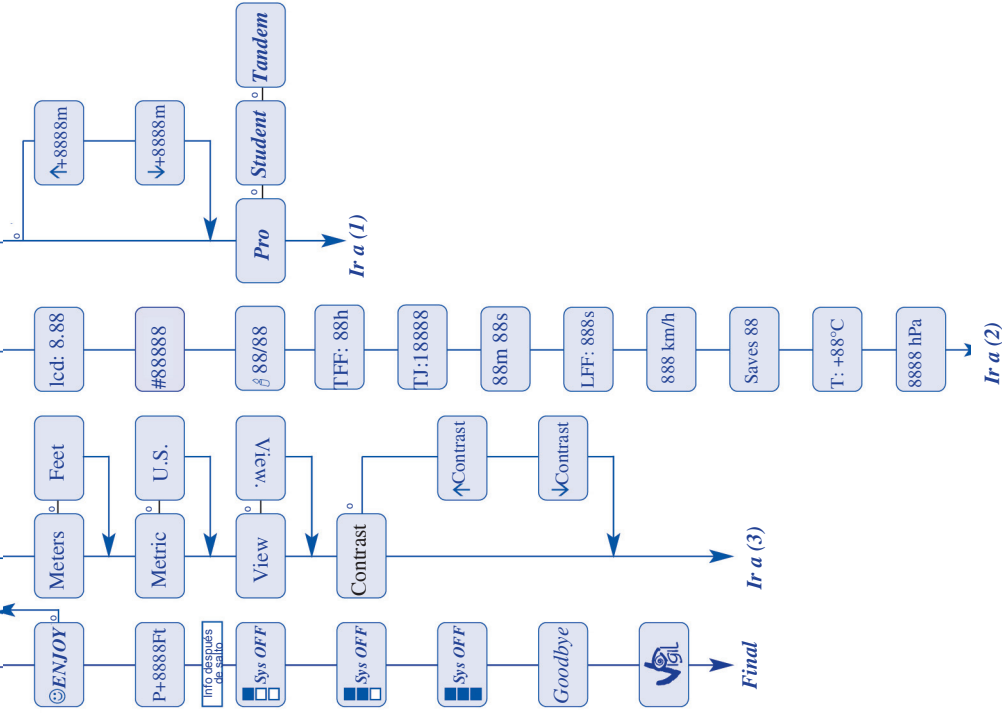 ☺ENJOY
P+8888Ft
Info después
de salto
Sys OFF
Sys OFF
Sys OFF
Goodbye
Vigil
Final
Meters
Feet
Metric
U.S.
View
View.
Contrast
↑Contrast
↓Contrast
Ir a (3)
lcd: 8.88
#88888
88/88
TFF: 88h
TJ:18888
88m 88s
LFF: 888s
888 km/h
Saves 88
T: +88°C
8888 hPa
Ir a (2)
↑+8888m
↓+8888m
Pro
Student
Tandem
Ir a (1)